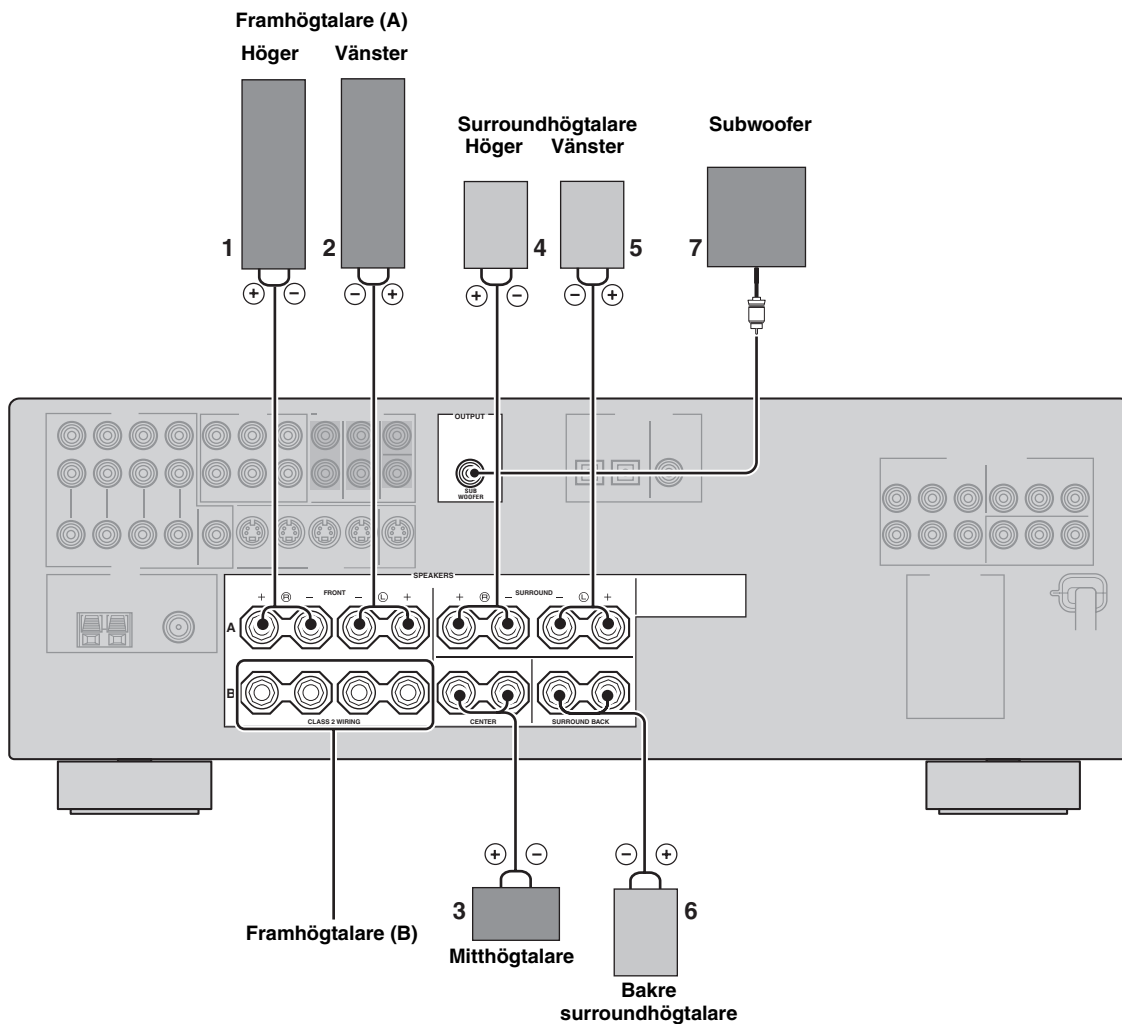 Framhögtalare (A)
Höger Vänster
Surroundhögtalare
Höger Vänster
Subwoofer
1 2 4 5 7
+ - - + + - - +
OUTPUT
SUB
WOOFER
SPEAKERS
+ R - FRONT - L + + R - SURROUND - L +
A
B
CLASS 2 WIRING CENTER SURROUND BACK
+ - - +
3 6
Framhögtalare (B)
Mitthögtalare
Bakre
surroundhögtalare